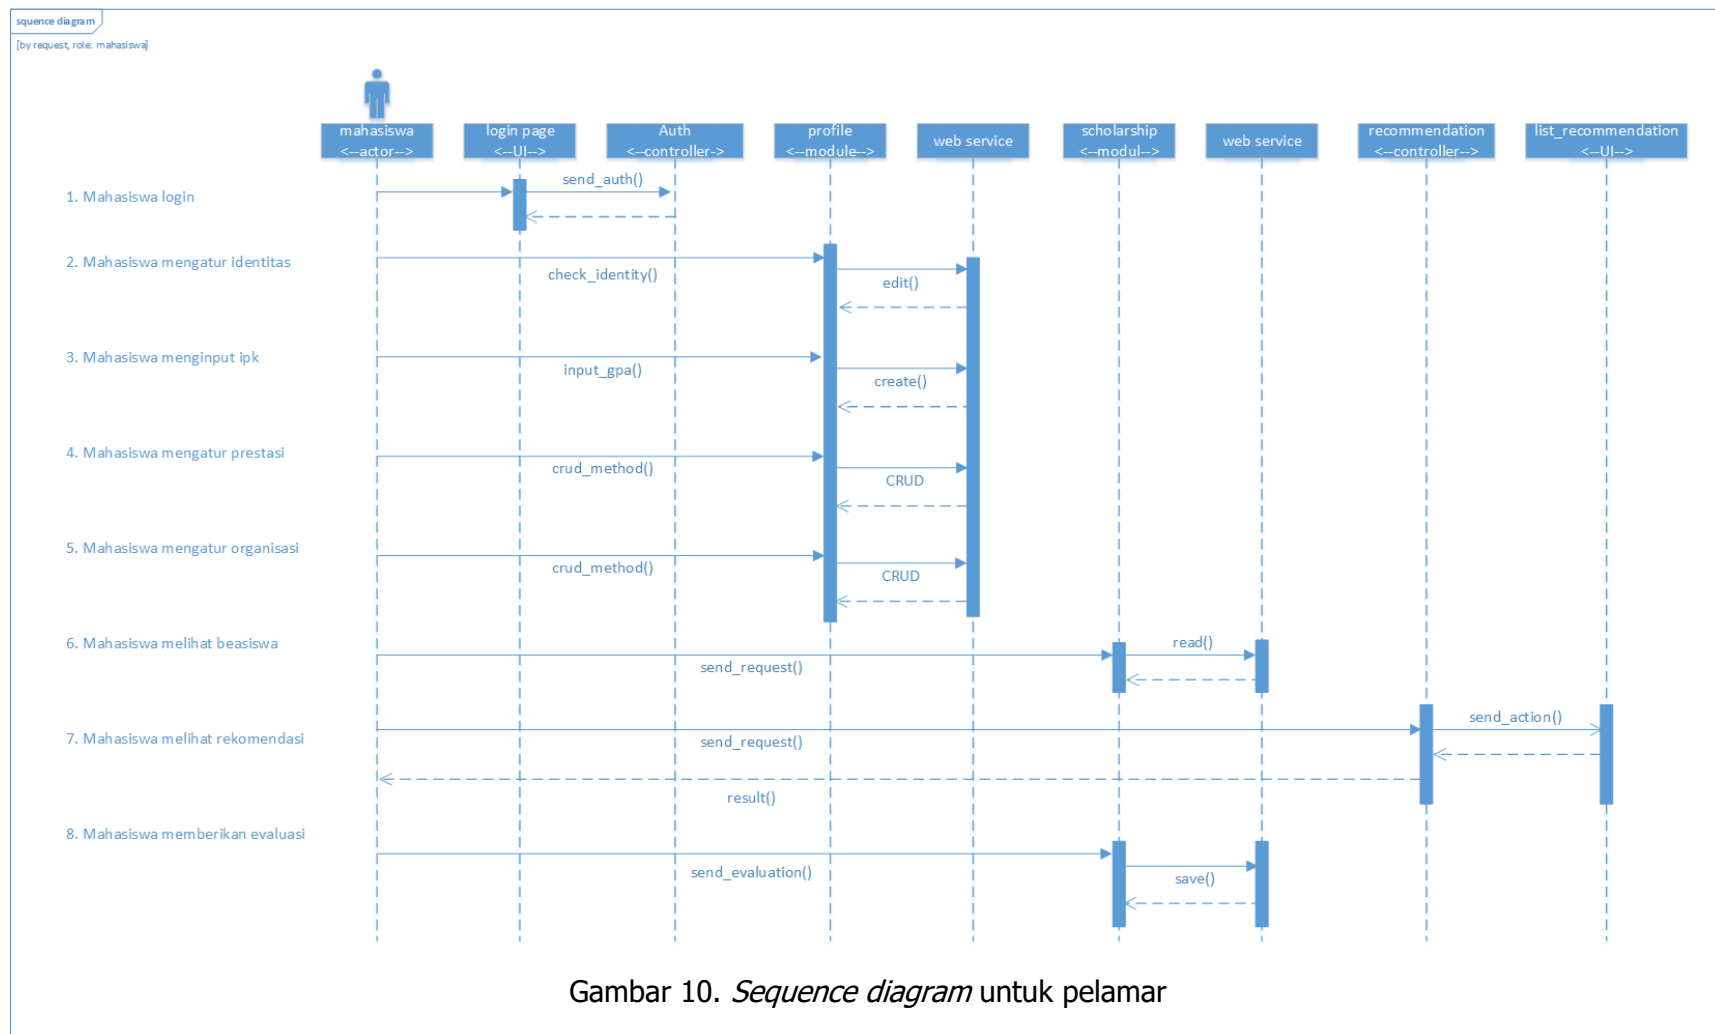 squence diagram
[by request, role: mahasiswa]
mahasiswa
<--actor-->
login page
<--UI-->
Auth
<--controller->
profile
<--module-->
web service
scholarship
<--modul-->
web service
recommendation
<--controller-->
list_recommendation
<--UI-->
1. Mahasiswa login
send_auth()
2. Mahasiswa mengatur identitas
check_identity()
edit()
3. Mahasiswa menginput ipk
input_gpa()
create()
4. Mahasiswa mengatur prestasi
crud_method()
CRUD
5. Mahasiswa mengatur organisasi
crud_method()
CRUD
6. Mahasiswa melihat beasiswa
send_request()
read()
7. Mahasiswa melihat rekomendasi
send_request()
send_action()
result()
8. Mahasiswa memberikan evaluasi
send_evaluation()
save()
Gambar 10. Sequence diagram untuk pelamar